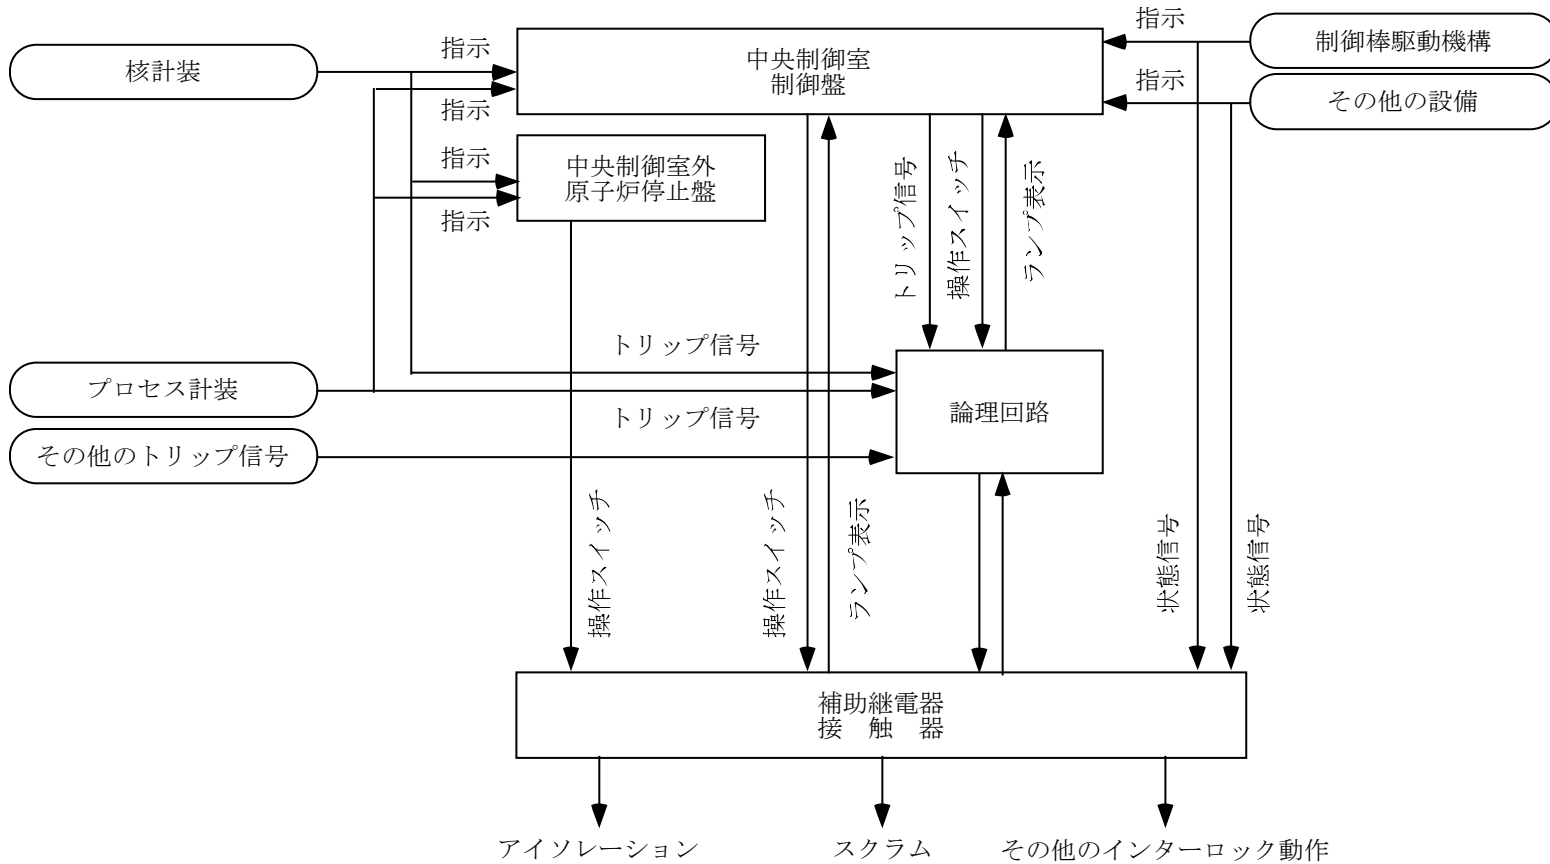 指示
制御棒駆動機構
核計装
指示
中央制御室
制御盤
指示
その他の設備
指示
指示
中央制御室外
原子炉停止盤
指示
トリップ信号
操作スイッチ
ランプ表示
トリップ信号
プロセス計装
トリップ信号
論理回路
その他のトリップ信号
操作スイッチ
操作スイッチ
ランプ表示
状態信号
状態信号
補助継電器
接　触　器
アイソレーション
スクラム
その他のインターロック動作